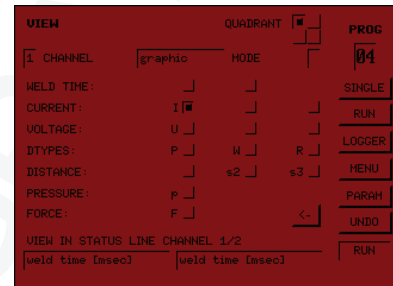 VIEW QUADRANT PROG
1 CHANNEL graphic MODE 04
WELD TIME: SINGLE
CURRENT: I RUN
VOLTAGE: U LOGGER
DTYPES: P W R
DISTANCE: s2 s3 MENU
PRESSURE: p PARAM
FORCE: F <- UNDO
VIEW IN STATUS LINE CHANNEL 1/2 RUN
weld time [msec] weld time [msec]